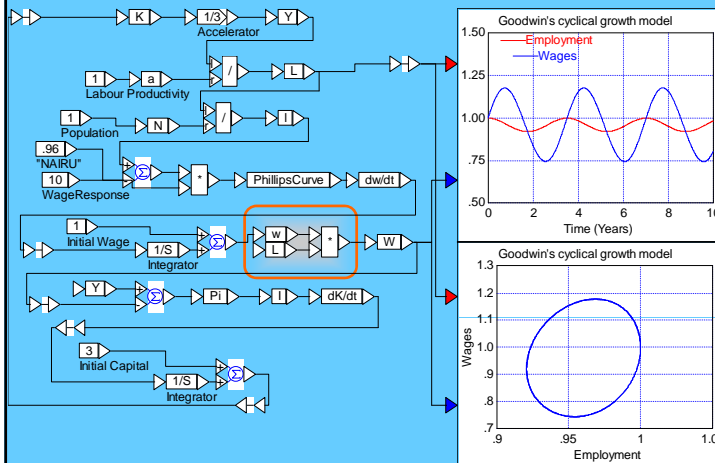 K 1/3 Y
Accelerator
1 a / L
l
r
Labour Productivity
1 N / l
l
r
Population
.96
"NAIRU"
+
-
Σ * PhillipsCurve dw/dt
10
WageResponse
1
Initial Wage
1/S
Integrator
+
+
Σ w * W
L
Y
+
-
Σ Pi I dK/dt
3
Initial Capital
1/S
Integrator
+
+
Σ
Goodwin's cyclical growth model
Employment
Wages
1.50
1.25
1.00
.75
.50
0 2 4 6 8 10
Time (Years)
Goodwin's cyclical growth model
Wages
1.3
1.2
1.1
1.0
.9
.8
.7
.9 .95 1 1.
Employment